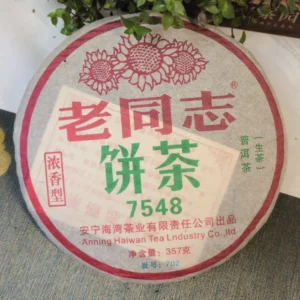 老同志®
饼茶
7548
浓香型
普洱茶
（生茶）
安宁海湾茶业有限责任公司出品
Anning Haiwan Tea Lndustry Co.,ltd
净含量：357克